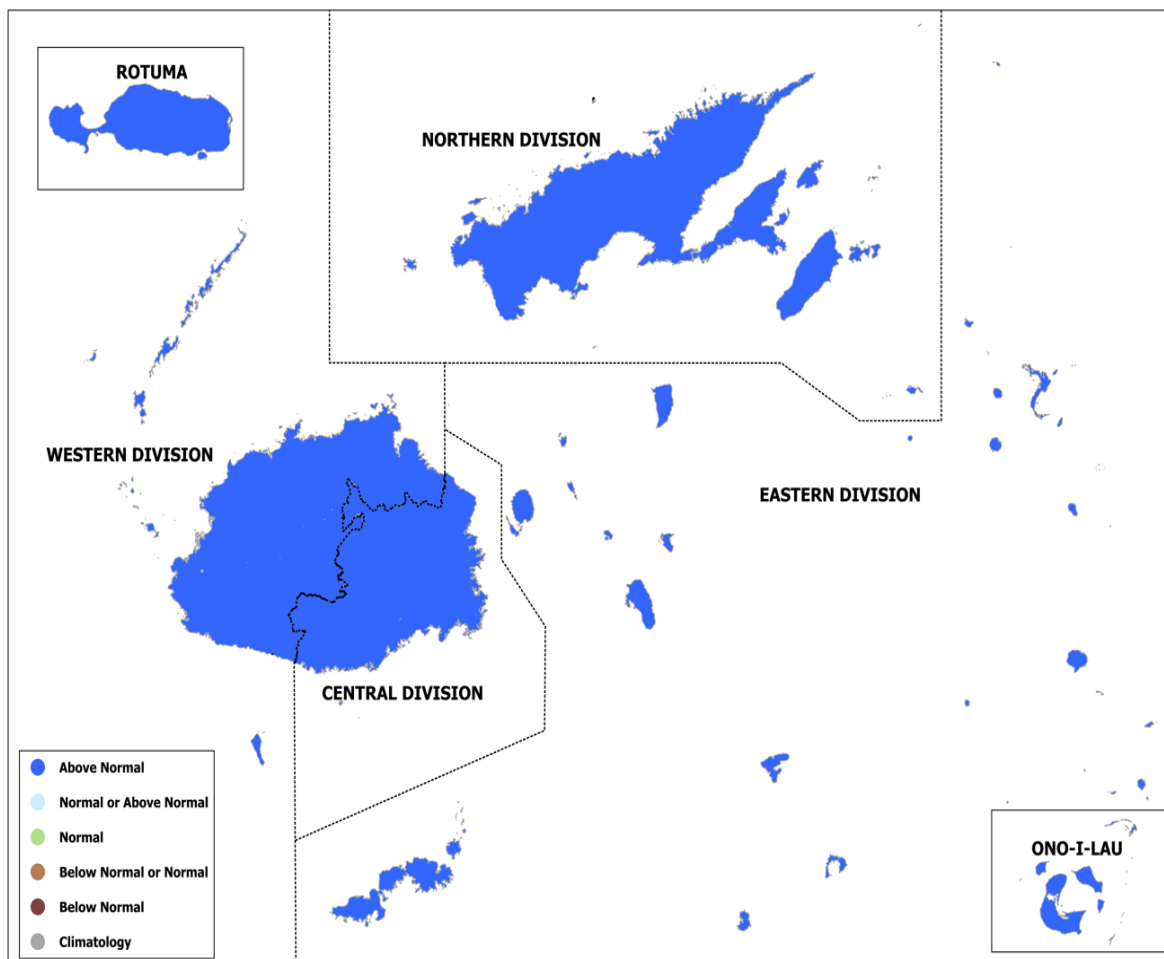 ROTUMA
NORTHERN DIVISION
WESTERN DIVISION
EASTERN DIVISION
CENTRAL DIVISION
Above Normal
Normal or Above Normal
Normal
Below Normal or Normal
Below Normal
Climatology
ONO-I-LAU